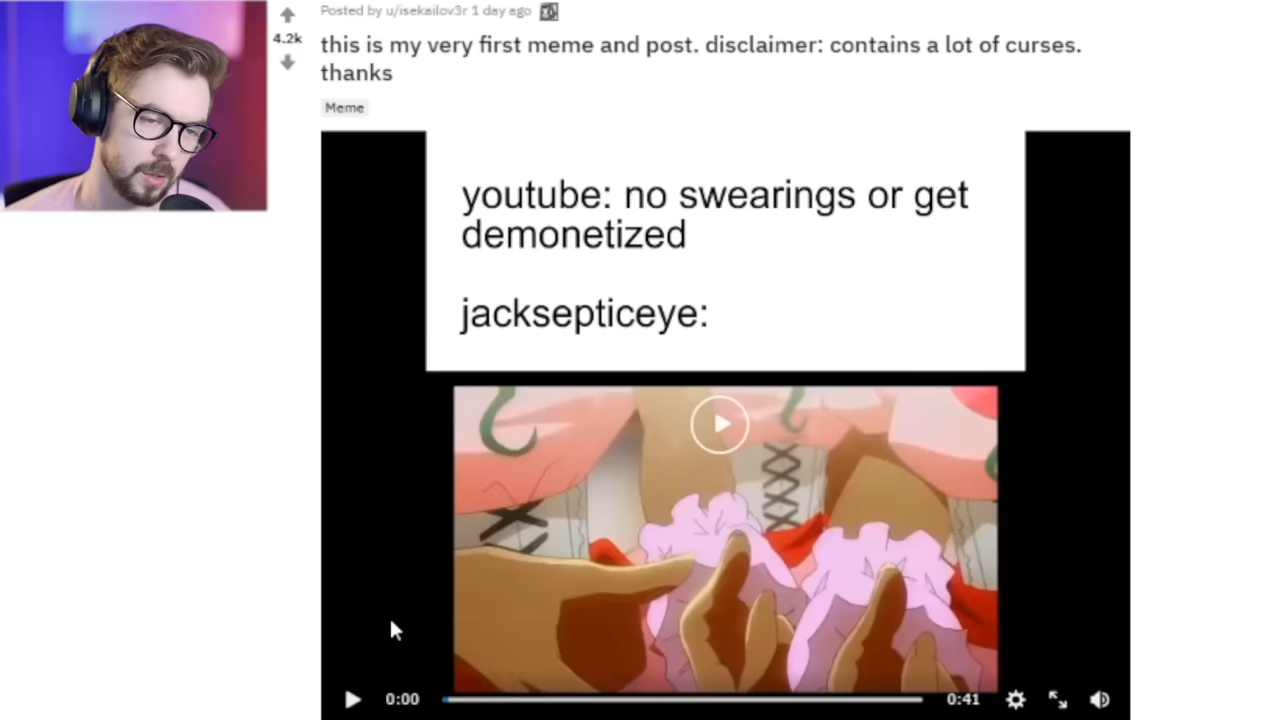 Posted by u/isekailov3r 1 day ago
4.2k
this is my very first meme and post. disclaimer: contains a lot of curses.
thanks
Meme
youtube: no swearings or get
demonetized
jacksepticeye:
0:00
0:41